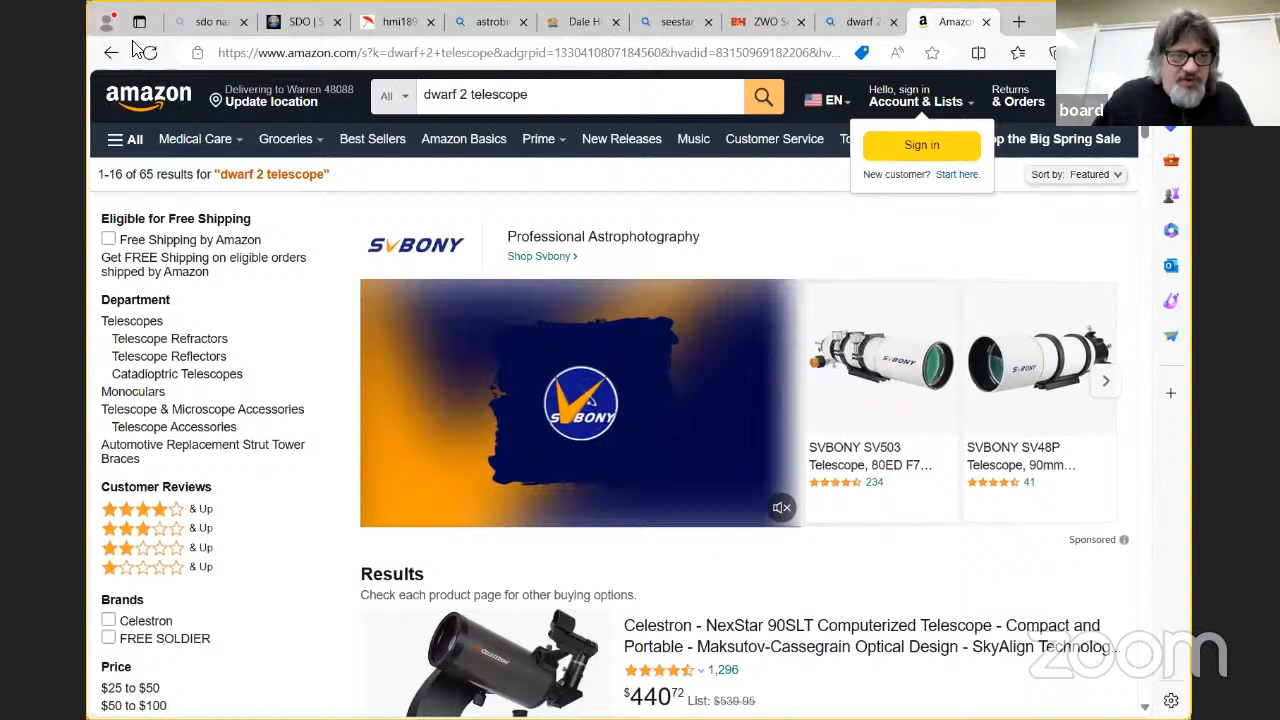 sdo nas
SDO | S
hmi189
astrobi
Dale H
seestar
ZWO S
dwarf 2
Amazo
https://www.amazon.com/s?k=dwarf+2+telescope&adgrpid=1330410807184560&hvadid=83150969182206&hv...
board
amazon
Delivering to Warren 48088
Update location
All
dwarf 2 telescope
EN
Hello, sign in
Account & Lists
Returns
& Orders
All
Medical Care
Groceries
Best Sellers
Amazon Basics
Prime
New Releases
Music
Customer Service
To
op the Big Spring Sale
Sign in
New customer? Start here.
1-16 of 65 results for "dwarf 2 telescope"
Sort by: Featured
Eligible for Free Shipping
Free Shipping by Amazon
Get FREE Shipping on eligible orders
shipped by Amazon
Department
Telescopes
Telescope Refractors
Telescope Reflectors
Catadioptric Telescopes
Monoculars
Telescope & Microscope Accessories
Telescope Accessories
Automotive Replacement Strut Tower
Braces
Customer Reviews
& Up
& Up
& Up
& Up
Brands
Celestron
FREE SOLDIER
Price
$25 to $50
$50 to $100
SVBONY
Professional Astrophotography
Shop Svbony ›
SVBONY
SVBONY
SVBONY
SVBONY SV503
Telescope, 80ED F7...
234
SVBONY SV48P
Telescope, 90mm...
41
Sponsored
Results
Check each product page for other buying options.
CELESTRON
Celestron - NexStar 90SLT Computerized Telescope - Compact and
Portable - Maksutov-Cassegrain Optical Design - SkyAlign Technolog...
1,296
$440 72 List: $539.95
zoom